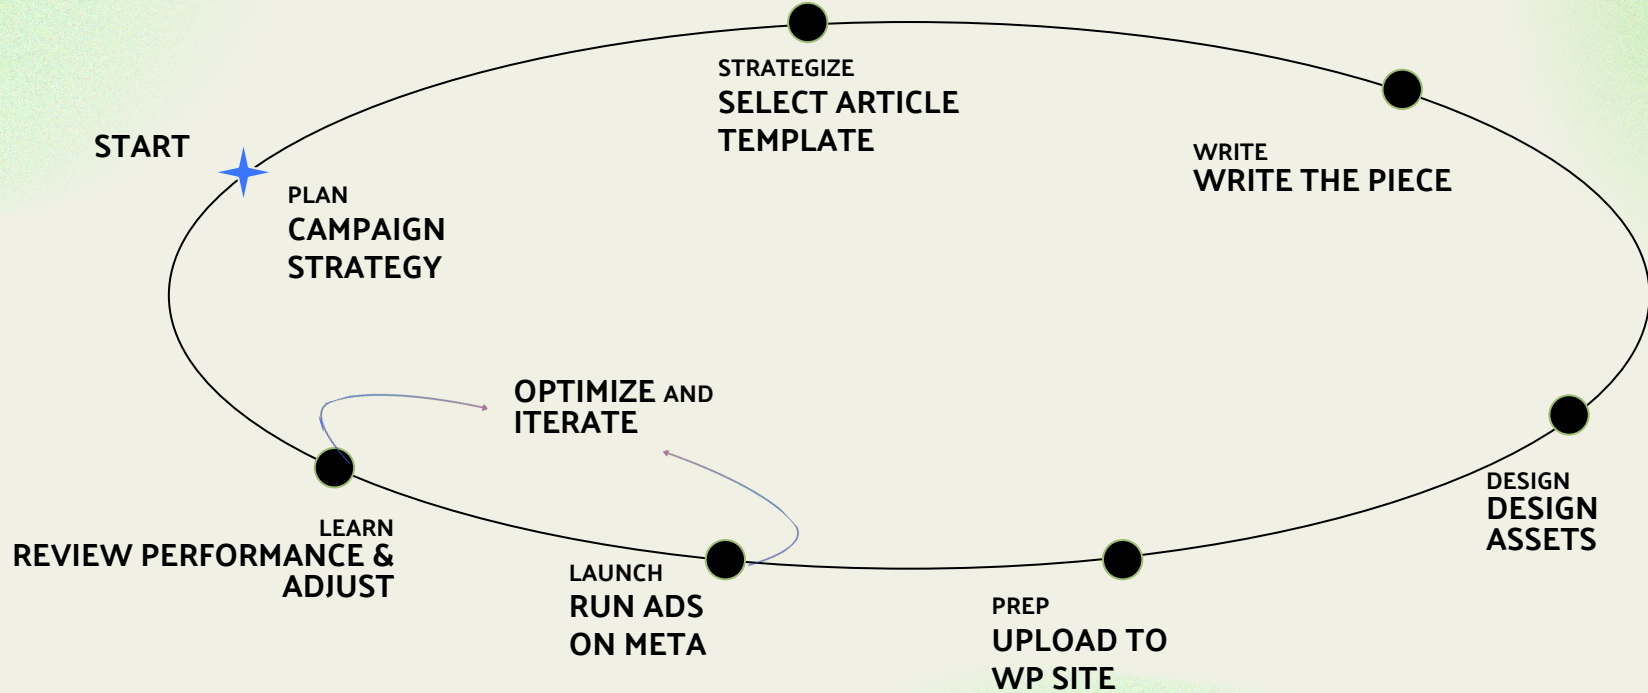 START
PLAN
CAMPAIGN
STRATEGY
STRATEGIZE
SELECT ARTICLE
TEMPLATE
WRITE
WRITE THE PIECE
DESIGN
DESIGN
ASSETS
PREP
UPLOAD TO
WP SITE
LAUNCH
RUN ADS
ON META
LEARN
REVIEW PERFORMANCE &
ADJUST
OPTIMIZE AND
ITERATE